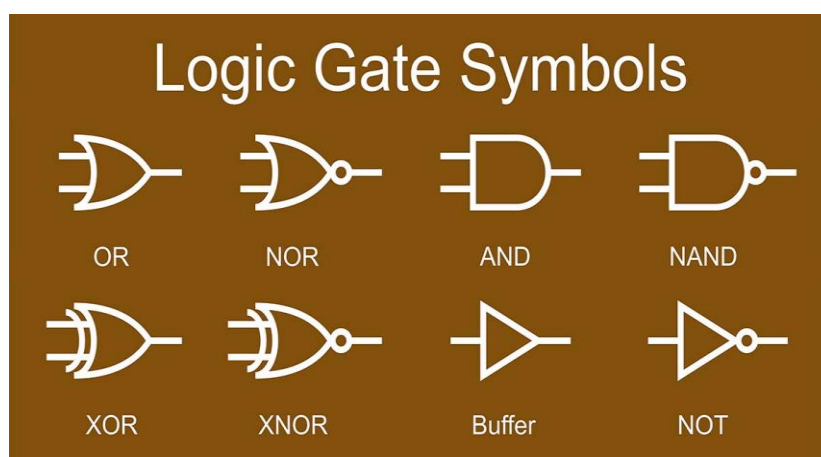 Logic Gate Symbols
OR NOR AND NAND
XOR XNOR Buffer NOT